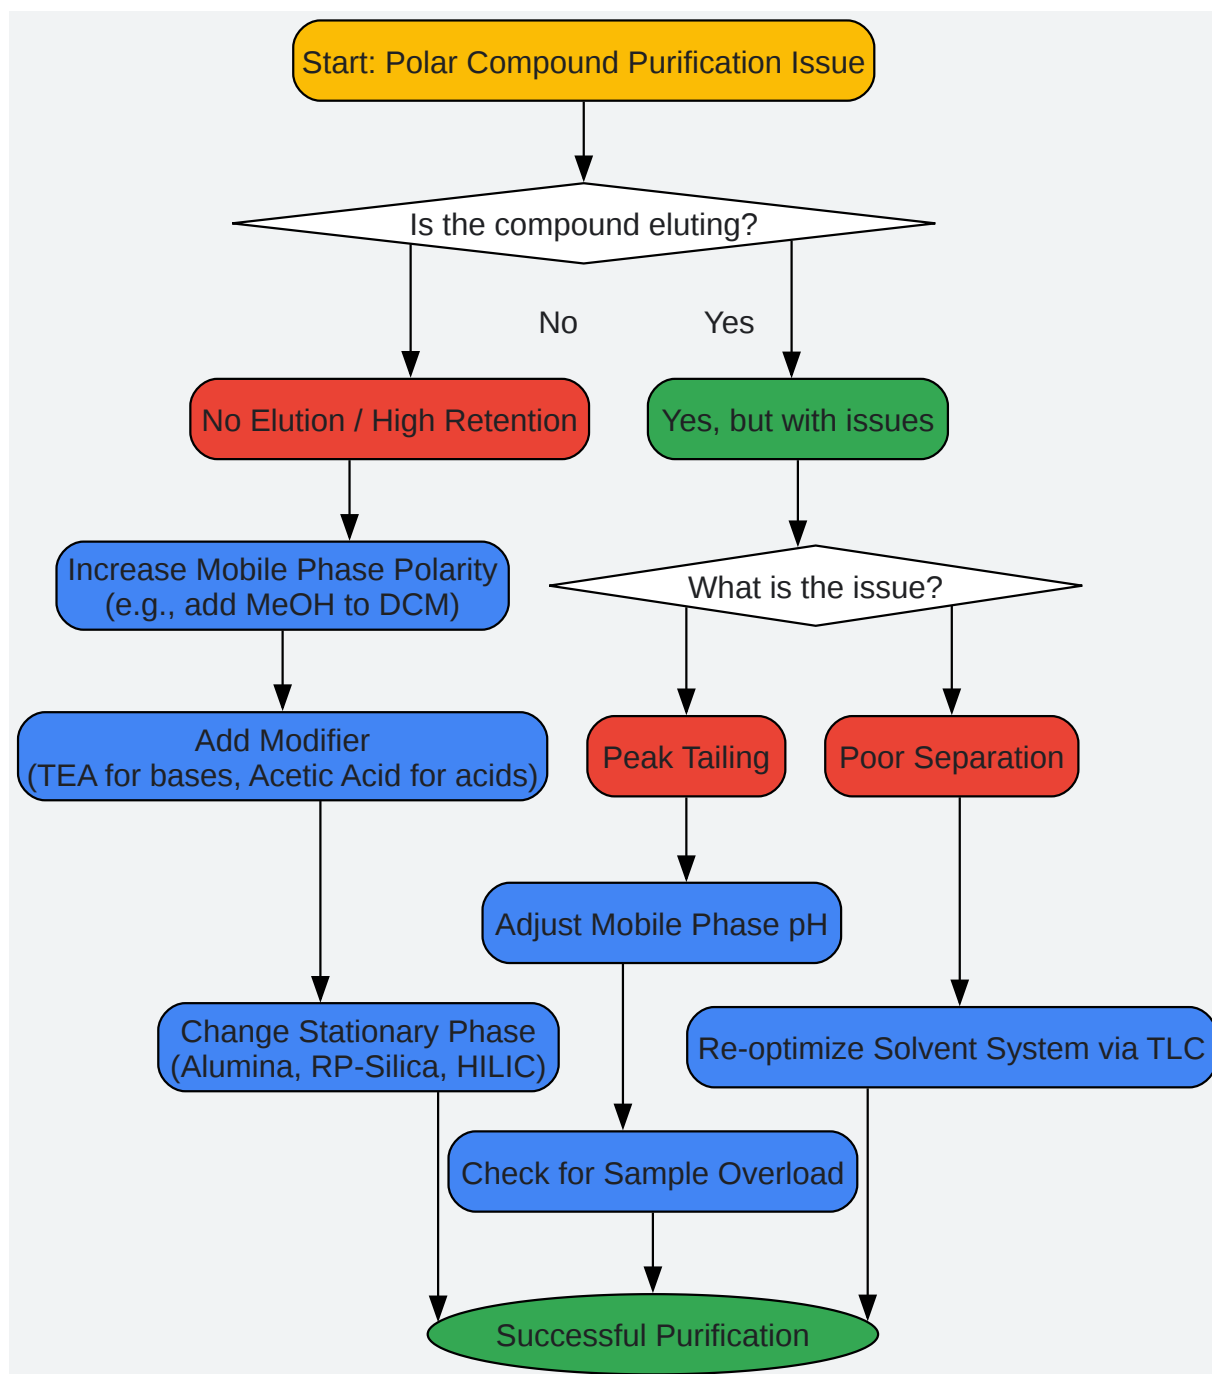 Start: Polar Compound Purification Issue
Is the compound eluting?
No
Yes
No Elution / High Retention
Yes, but with issues
Increase Mobile Phase Polarity
(e.g., add MeOH to DCM)
What is the issue?
Add Modifier
(TEA for bases, Acetic Acid for acids)
Peak Tailing
Poor Separation
Adjust Mobile Phase pH
Change Stationary Phase
(Alumina, RP-Silica, HILIC)
Re-optimize Solvent System via TLC
Check for Sample Overload
Successful Purification